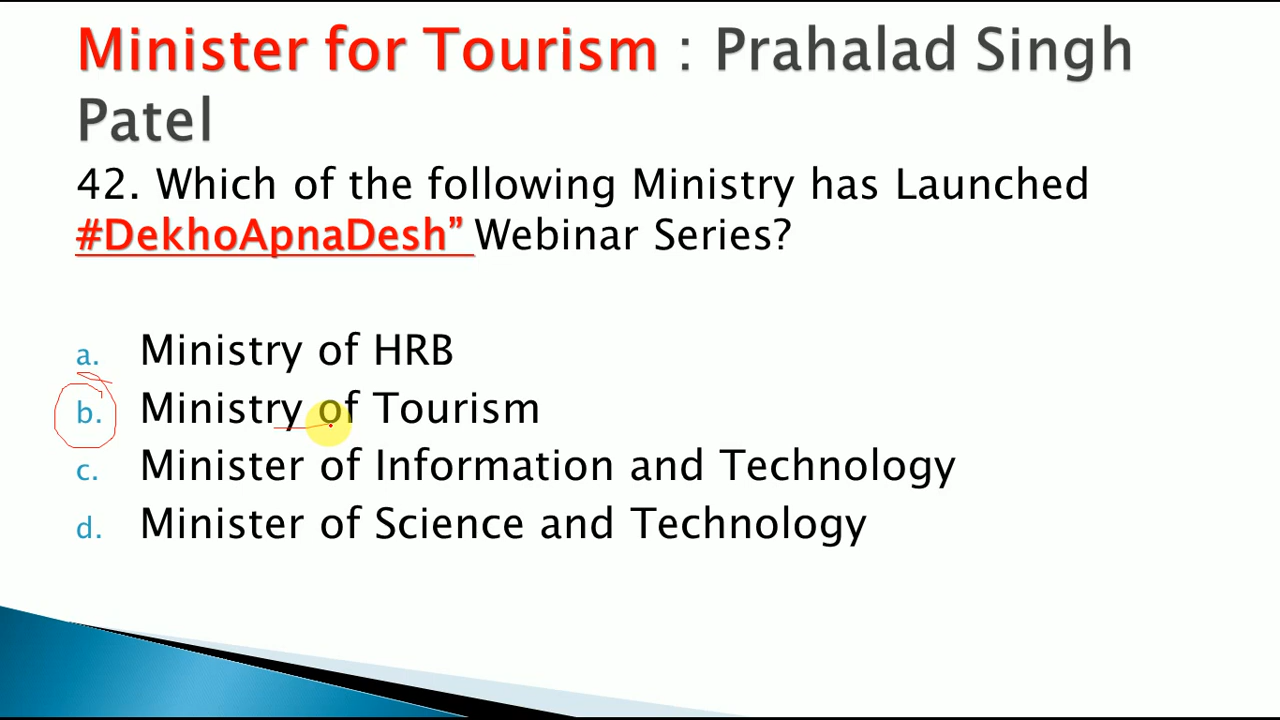 Minister for Tourism : Prahalad Singh
Patel
42. Which of the following Ministry has Launched
#DekhoApnaDesh” Webinar Series?
a. Ministry of HRB
b. Ministry of Tourism
c. Minister of Information and Technology
d. Minister of Science and Technology